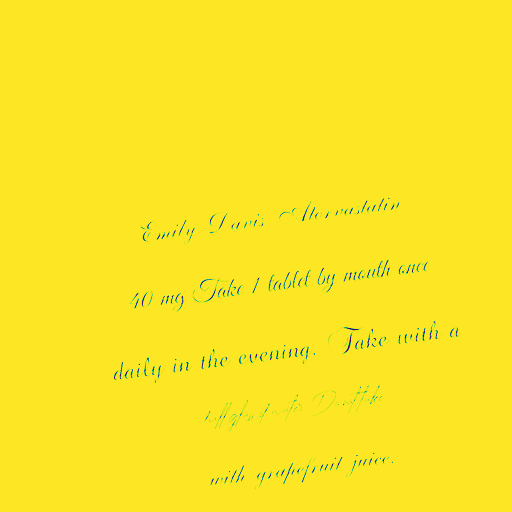 Emily Davis Atorvastatin
40 mg Take 1 tablet by mouth once
daily in the evening. Take with a
with grapefruit juice.